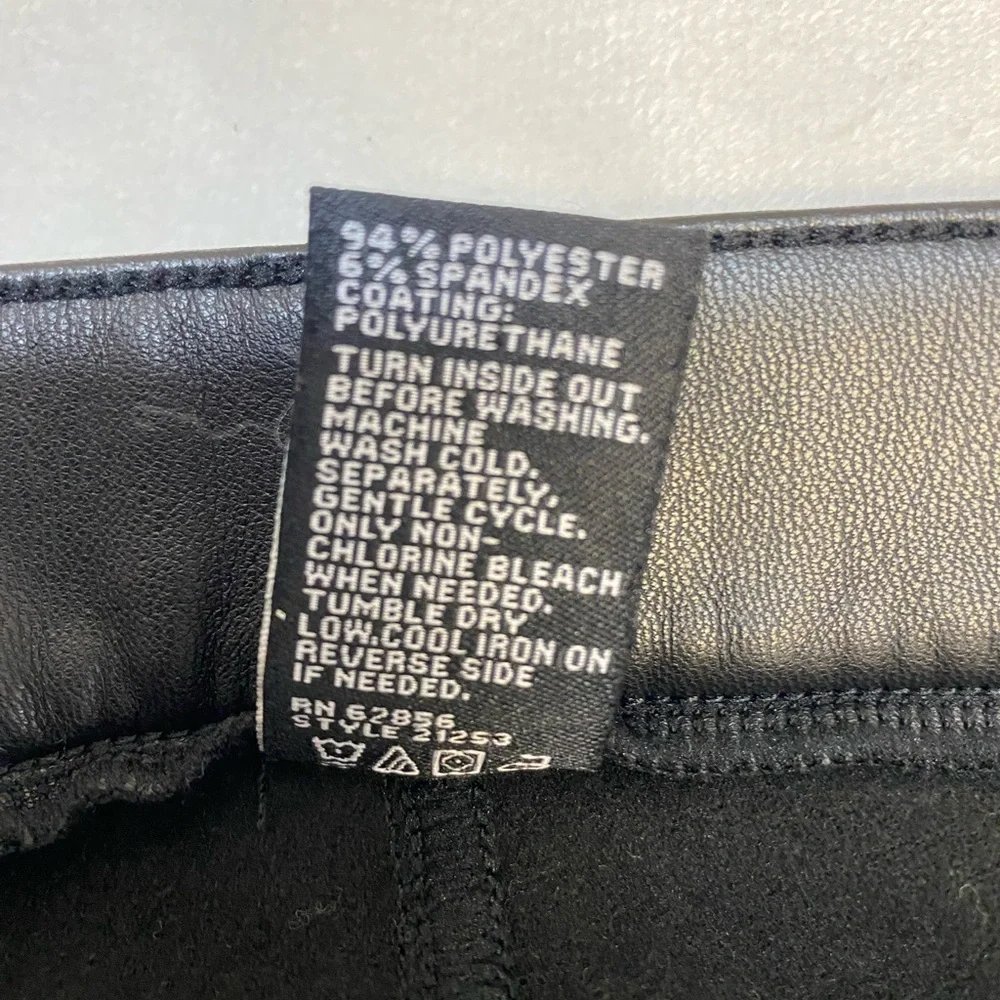 94% POLYESTER
6% SPANDEX
COATING:
POLYURETHANE
TURN INSIDE OUT
BEFORE WASHING.
MACHINE
WASH COLD.
SEPARATELY.
GENTLE CYCLE.
ONLY NON-
CHLORINE BLEACH
WHEN NEEDED.
TUMBLE DRY
LOW.COOL IRON ON
REVERSE SIDE
IF NEEDED.
RN 62856
STYLE 21253